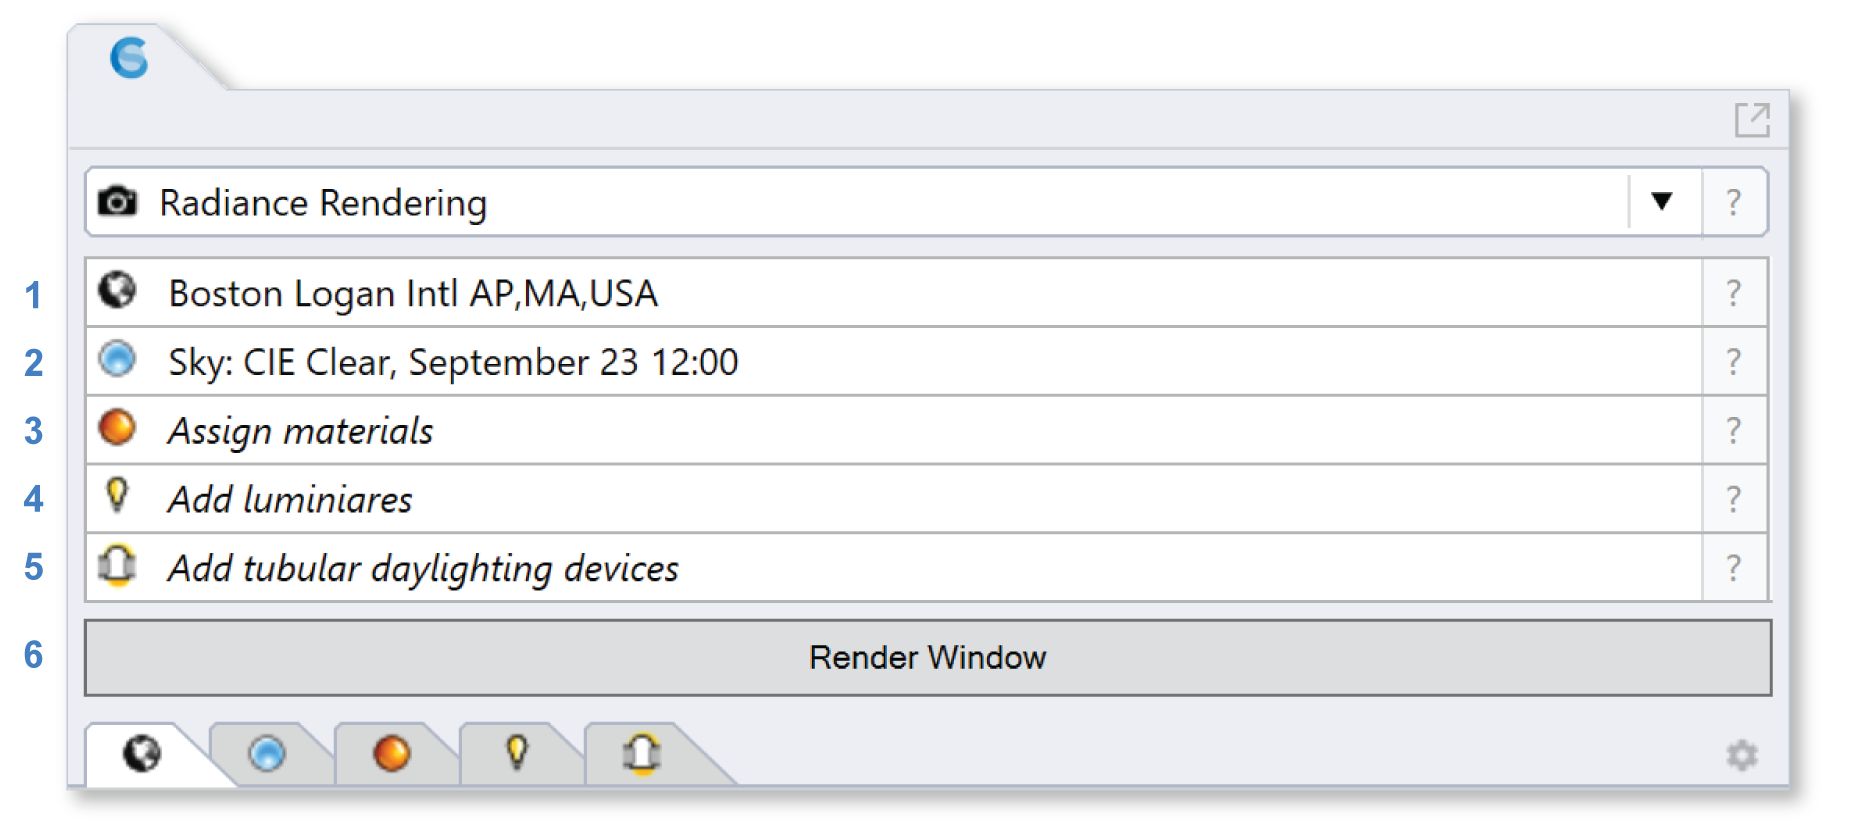 Radiance Rendering ?
1 Boston Logan Intl AP,MA,USA ?
2 Sky: CIE Clear, September 23 12:00 ?
3 Assign materials ?
4 Add luminiares ?
5 Add tubular daylighting devices ?
6 Render Window